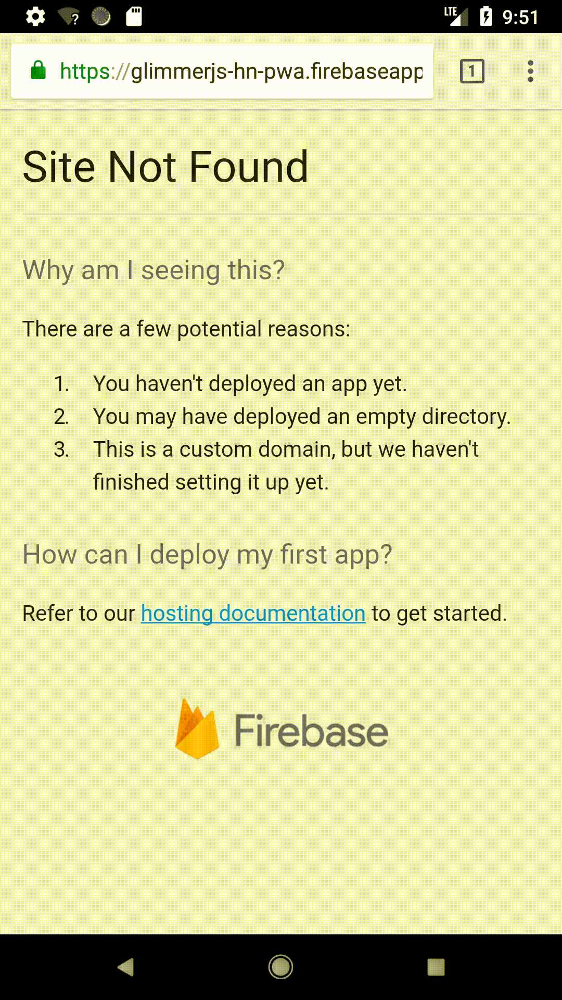 LTE 9:51
https://glimmerjs-hn-pwa.firebaseapp
1
Site Not Found
Why am I seeing this?
There are a few potential reasons:
1. You haven't deployed an app yet.
2. You may have deployed an empty directory.
3. This is a custom domain, but we haven't
finished setting it up yet.
How can I deploy my first app?
Refer to our hosting documentation to get started.
Firebase